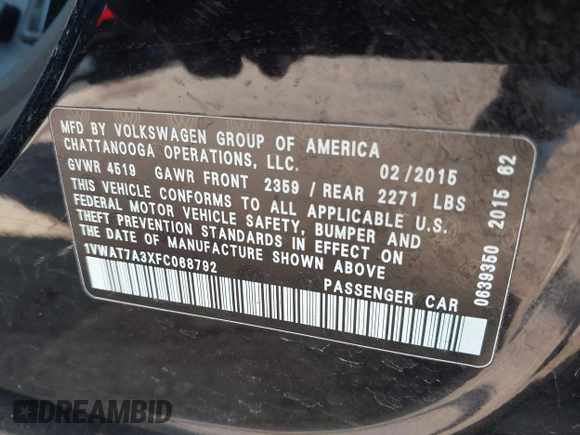 MFD BY VOLKSWAGEN GROUP OF AMERICA
CHATTANOOGA OPERATIONS, LLC. 02/2015
GVWR 4519 GAWR FRONT 2359 / REAR 2271 LBS
THIS VEHICLE CONFORMS TO ALL APPLICABLE U.S.
FEDERAL MOTOR VEHICLE SAFETY, BUMPER AND
THEFT PREVENTION STANDARDS IN EFFECT ON
THE DATE OF MANUFACTURE SHOWN ABOVE
1VWAT7A3XFC068792 PASSENGER CAR
0639350 2015 62
DREAMBID